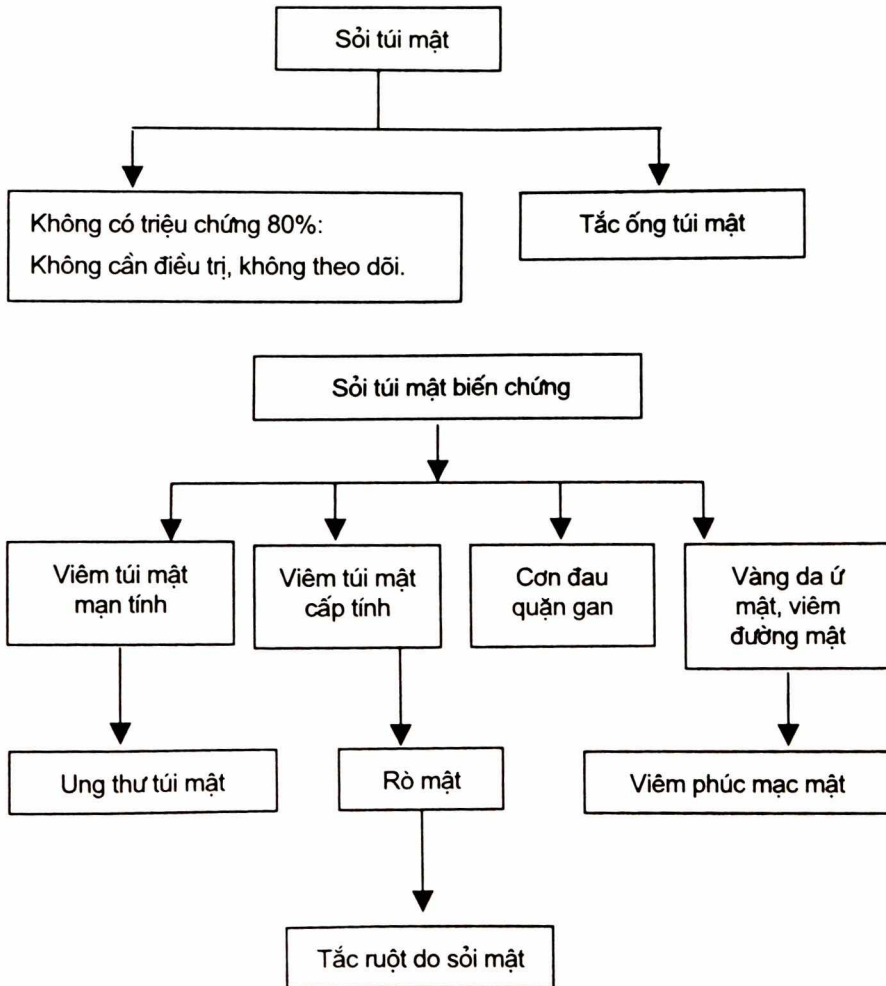 Sỏi túi mật
Không có triệu chứng 80%:
Không cần điều trị, không theo dõi.
Tắc ống túi mật
Sỏi túi mật biến chứng
Viêm túi mật
mạn tính
Viêm túi mật
cấp tính
Cơn đau
quặn gan
Vàng da ứ
mật, viêm
đường mật
Ung thư túi mật
Rò mật
Viêm phúc mạc mật
Tắc ruột do sỏi mật